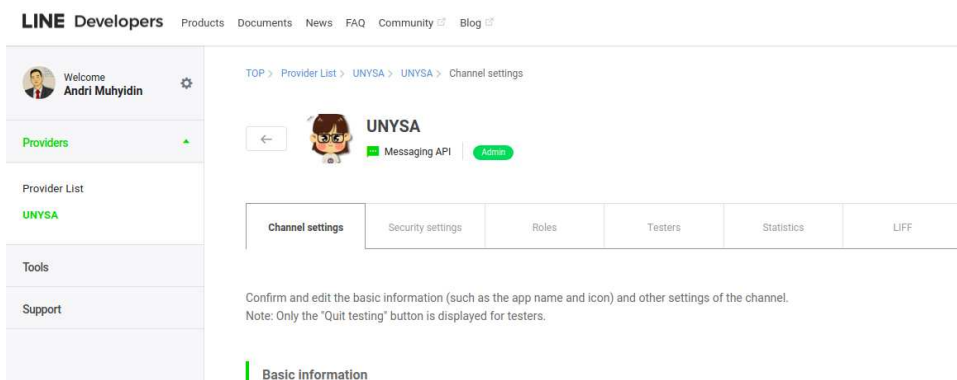 LINE Developers Products Documents News FAQ Community Blog
Welcome
Andri Muhyidin
Providers
Provider List
UNYSA
Tools
Support
TOP > Provider List > UNYSA > UNYSA > Channel settings
UNYSA
Messaging API Admin
Channel settings Security settings Roles Testers Statistics LIFF
Confirm and edit the basic information (such as the app name and icon) and other settings of the channel.
Note: Only the "Quit testing" button is displayed for testers.
Basic information